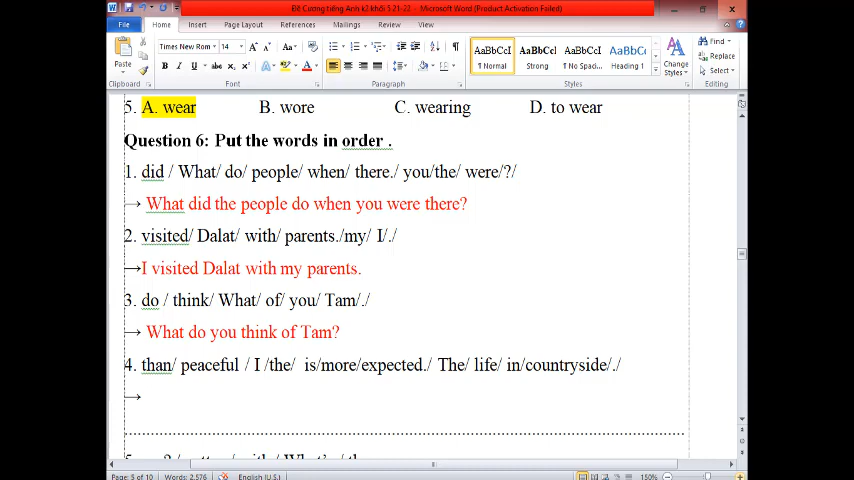 Đề Cương tiếng Anh k2.khối 5.21-22 - Microsoft Word (Product Activation Failed)
File Home Insert Page Layout References Mailings Review View
Paste
Times New Rom 14
B I U
AaBbCcI AaBbCcI AaBbCcI AaBbC
¶ Normal Strong ¶ No Spac... Heading 1
Change Styles
Find
Replace
Select
Clipboard Font Paragraph Styles Editing
5. A. wear B. wore C. wearing D. to wear
Question 6: Put the words in order .
1. did / What/ do/ people/ when/ there./ you/the/ were/?/
→ What did the people do when you were there?
2. visited/ Dalat/ with/ parents./my/ I/./
→I visited Dalat with my parents.
3. do / think/ What/ of/ you/ Tam/./
→ What do you think of Tam?
4. than/ peaceful / I /the/ is/more/expected./ The/ life/ in/countryside/./
→
Page: 5 of 10 Words: 2.576 English (U.S.) 150%